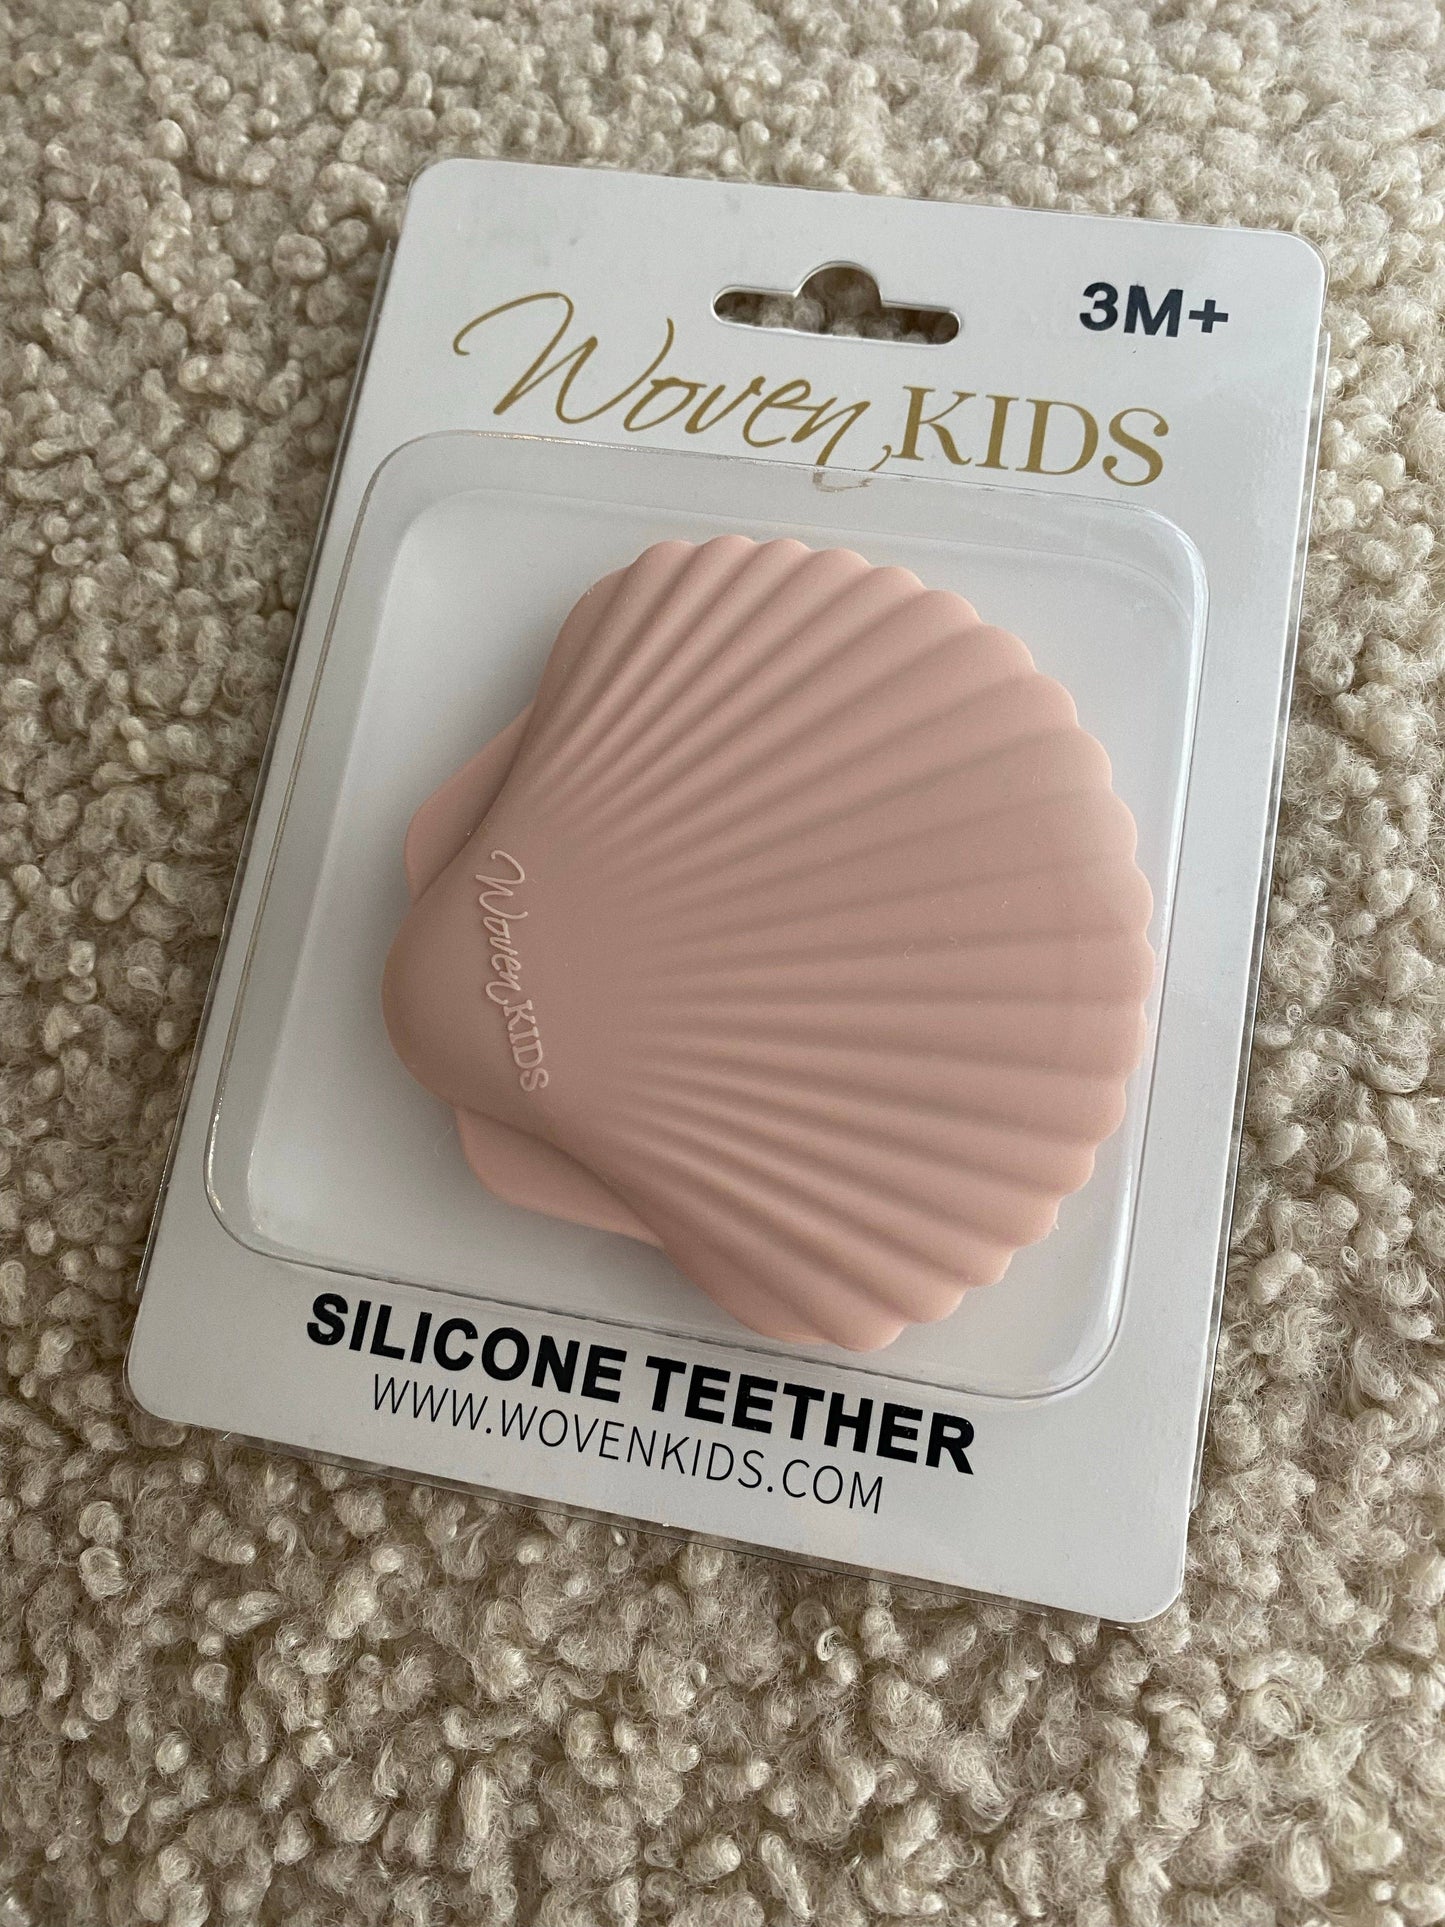 3M+
Woven KIDS
Woven KIDS
SILICONE TEETHER
WWW.WOVENKIDS.COM